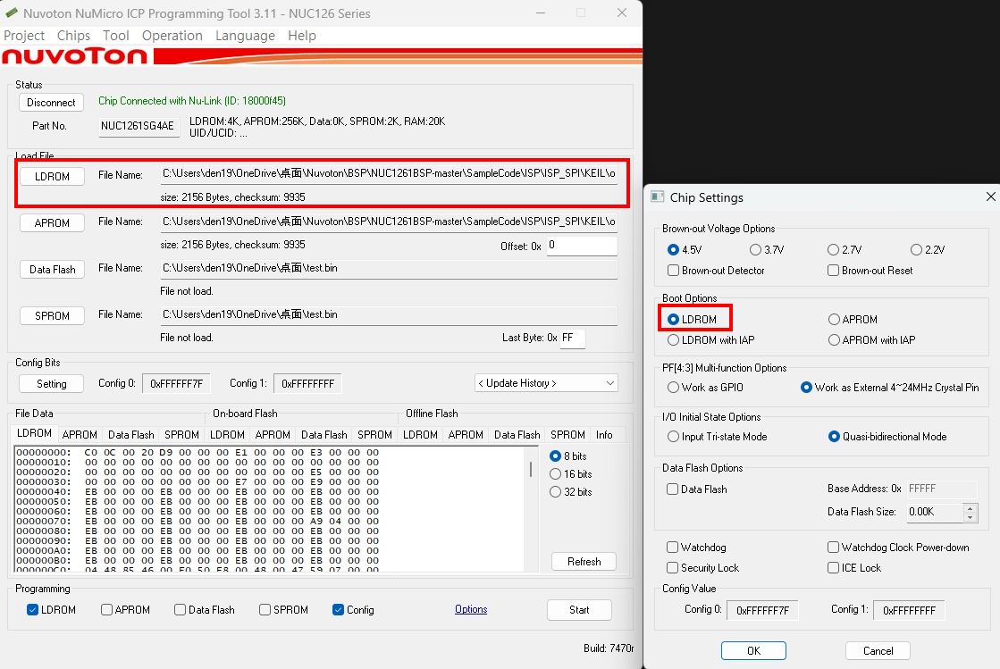 Nuvoton NuMicro ICP Programming Tool 3.11 - NUC126 Series
Project Chips Tool Operation Language Help
nuvoTon
Status
Disconnect Chip Connected with Nu-Link (ID: 18000f45)
Part No. NUC1261SG4AE LDROM:4K, APROM:256K, Data:0K, SPROM:2K, RAM:20K
UID/UCID: ...
Load File
LDROM File Name: C:\Users\den19\OneDrive\桌面\Nuvoton\BSP\NUC1261BSP-master\SampleCode\ISP\ISP_SPI\KEIL\o
size: 2156 Bytes, checksum: 9935
APROM File Name: C:\Users\den19\OneDrive\桌面\Nuvoton\BSP\NUC1261BSP-master\SampleCode\ISP\ISP_SPI\KEIL\o
size: 2156 Bytes, checksum: 9935 Offset: 0x 0
Data Flash File Name: C:\Users\den19\OneDrive\桌面\test.bin
File not load.
SPROM File Name: C:\Users\den19\OneDrive\桌面\test.bin
File not load. Last Byte: 0x FF
Config Bits
Setting Config 0: 0xFFFFFF7F Config 1: 0xFFFFFFFF < Update History >
File Data On-board Flash Offline Flash
LDROM APROM Data Flash SPROM LDROM APROM Data Flash SPROM LDROM APROM Data Flash SPROM Info
00000000: C0 0C 00 20 D9 00 00 00 E1 00 00 00 E3 00 00 00
00000010: 00 00 00 00 00 00 00 00 00 00 00 00 00 00 00 00
00000020: 00 00 00 00 00 00 00 00 00 00 00 00 E5 00 00 00
00000030: 00 00 00 00 00 00 00 00 E7 00 00 00 E9 00 00 00
00000040: EB 00 00 00 EB 00 00 00 EB 00 00 00 EB 00 00 00
00000050: EB 00 00 00 EB 00 00 00 EB 00 00 00 EB 00 00 00
00000060: EB 00 00 00 EB 00 00 00 EB 00 00 00 EB 00 00 00
00000070: EB 00 00 00 EB 00 00 00 EB 00 00 00 A9 04 00 00
00000080: EB 00 00 00 EB 00 00 00 EB 00 00 00 EB 00 00 00
00000090: EB 00 00 00 EB 00 00 00 EB 00 00 00 EB 00 00 00
000000A0: EB 00 00 00 EB 00 00 00 EB 00 00 00 EB 00 00 00
000000B0: EB 00 00 00 EB 00 00 00 EB 00 00 00 EB 00 00 00
000000C0: 04 48 85 46 00 F0 50 F8 00 48 00 47 59 07 00 00
8 bits
16 bits
32 bits
Refresh
Programming
LDROM APROM Data Flash SPROM Config Options Start
Build: 7470r
Chip Settings
Brown-out Voltage Options
4.5V 3.7V 2.7V 2.2V
Brown-out Detector Brown-out Reset
Boot Options
LDROM APROM
LDROM with IAP APROM with IAP
PF[4:3] Multi-function Options
Work as GPIO Work as External 4~24MHz Crystal Pin
I/O Initial State Options
Input Tri-state Mode Quasi-bidirectional Mode
Data Flash Options
Data Flash Base Address: 0x FFFFF
Data Flash Size: 0.00K
Watchdog Watchdog Clock Power-down
Security Lock ICE Lock
Config Value
Config 0: 0xFFFFFF7F Config 1: 0xFFFFFFFF
OK Cancel